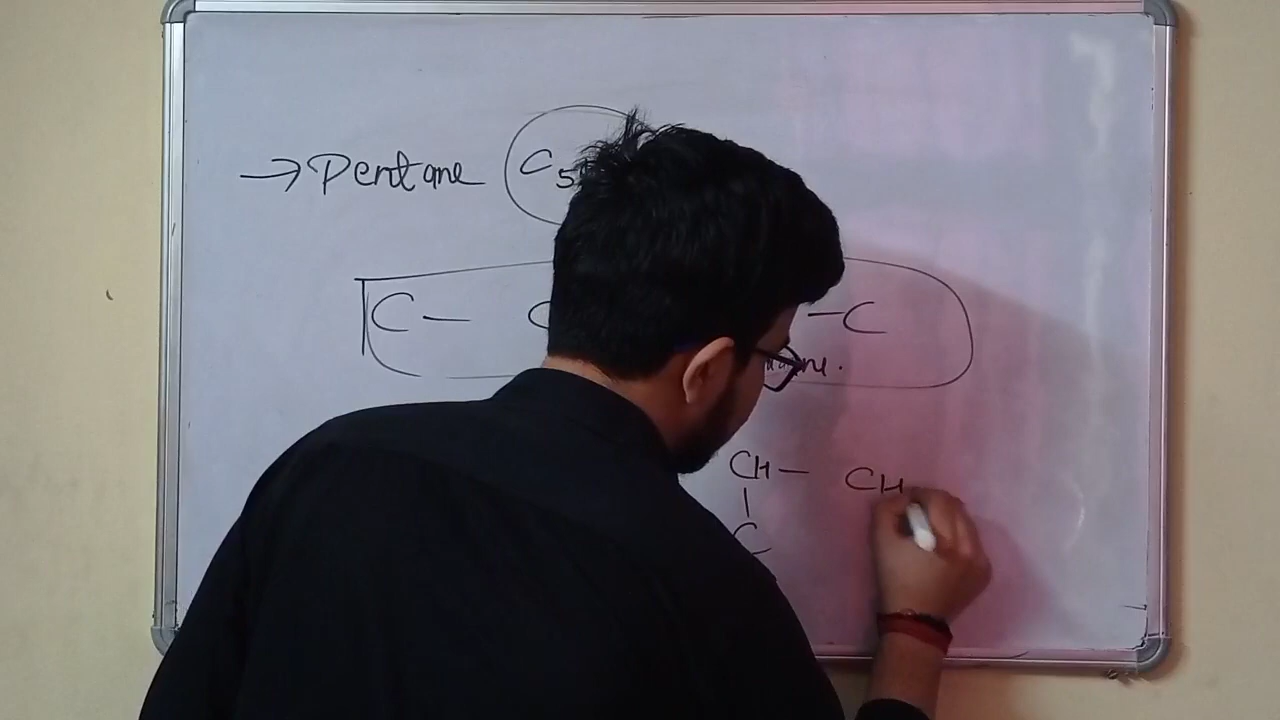 → Pentane C5
C — C — C
CH — CH
|
C